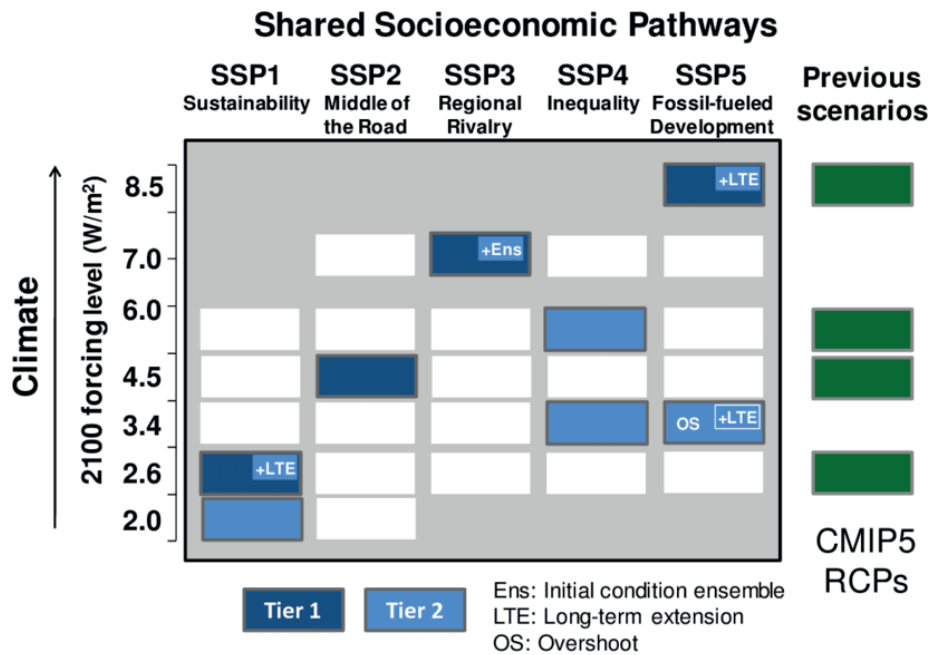 Shared Socioeconomic Pathways
SSP1
Sustainability
SSP2
Middle of
the Road
SSP3
Regional
Rivalry
SSP4
Inequality
SSP5
Fossil-fueled
Development
Previous
scenarios
Climate
2100 forcing level (W/m²)
8.5
+LTE
7.0
+Ens
6.0
4.5
3.4
OS
+LTE
2.6
+LTE
2.0
CMIP5
RCPs
Tier 1
Tier 2
Ens: Initial condition ensemble
LTE: Long-term extension
OS: Overshoot